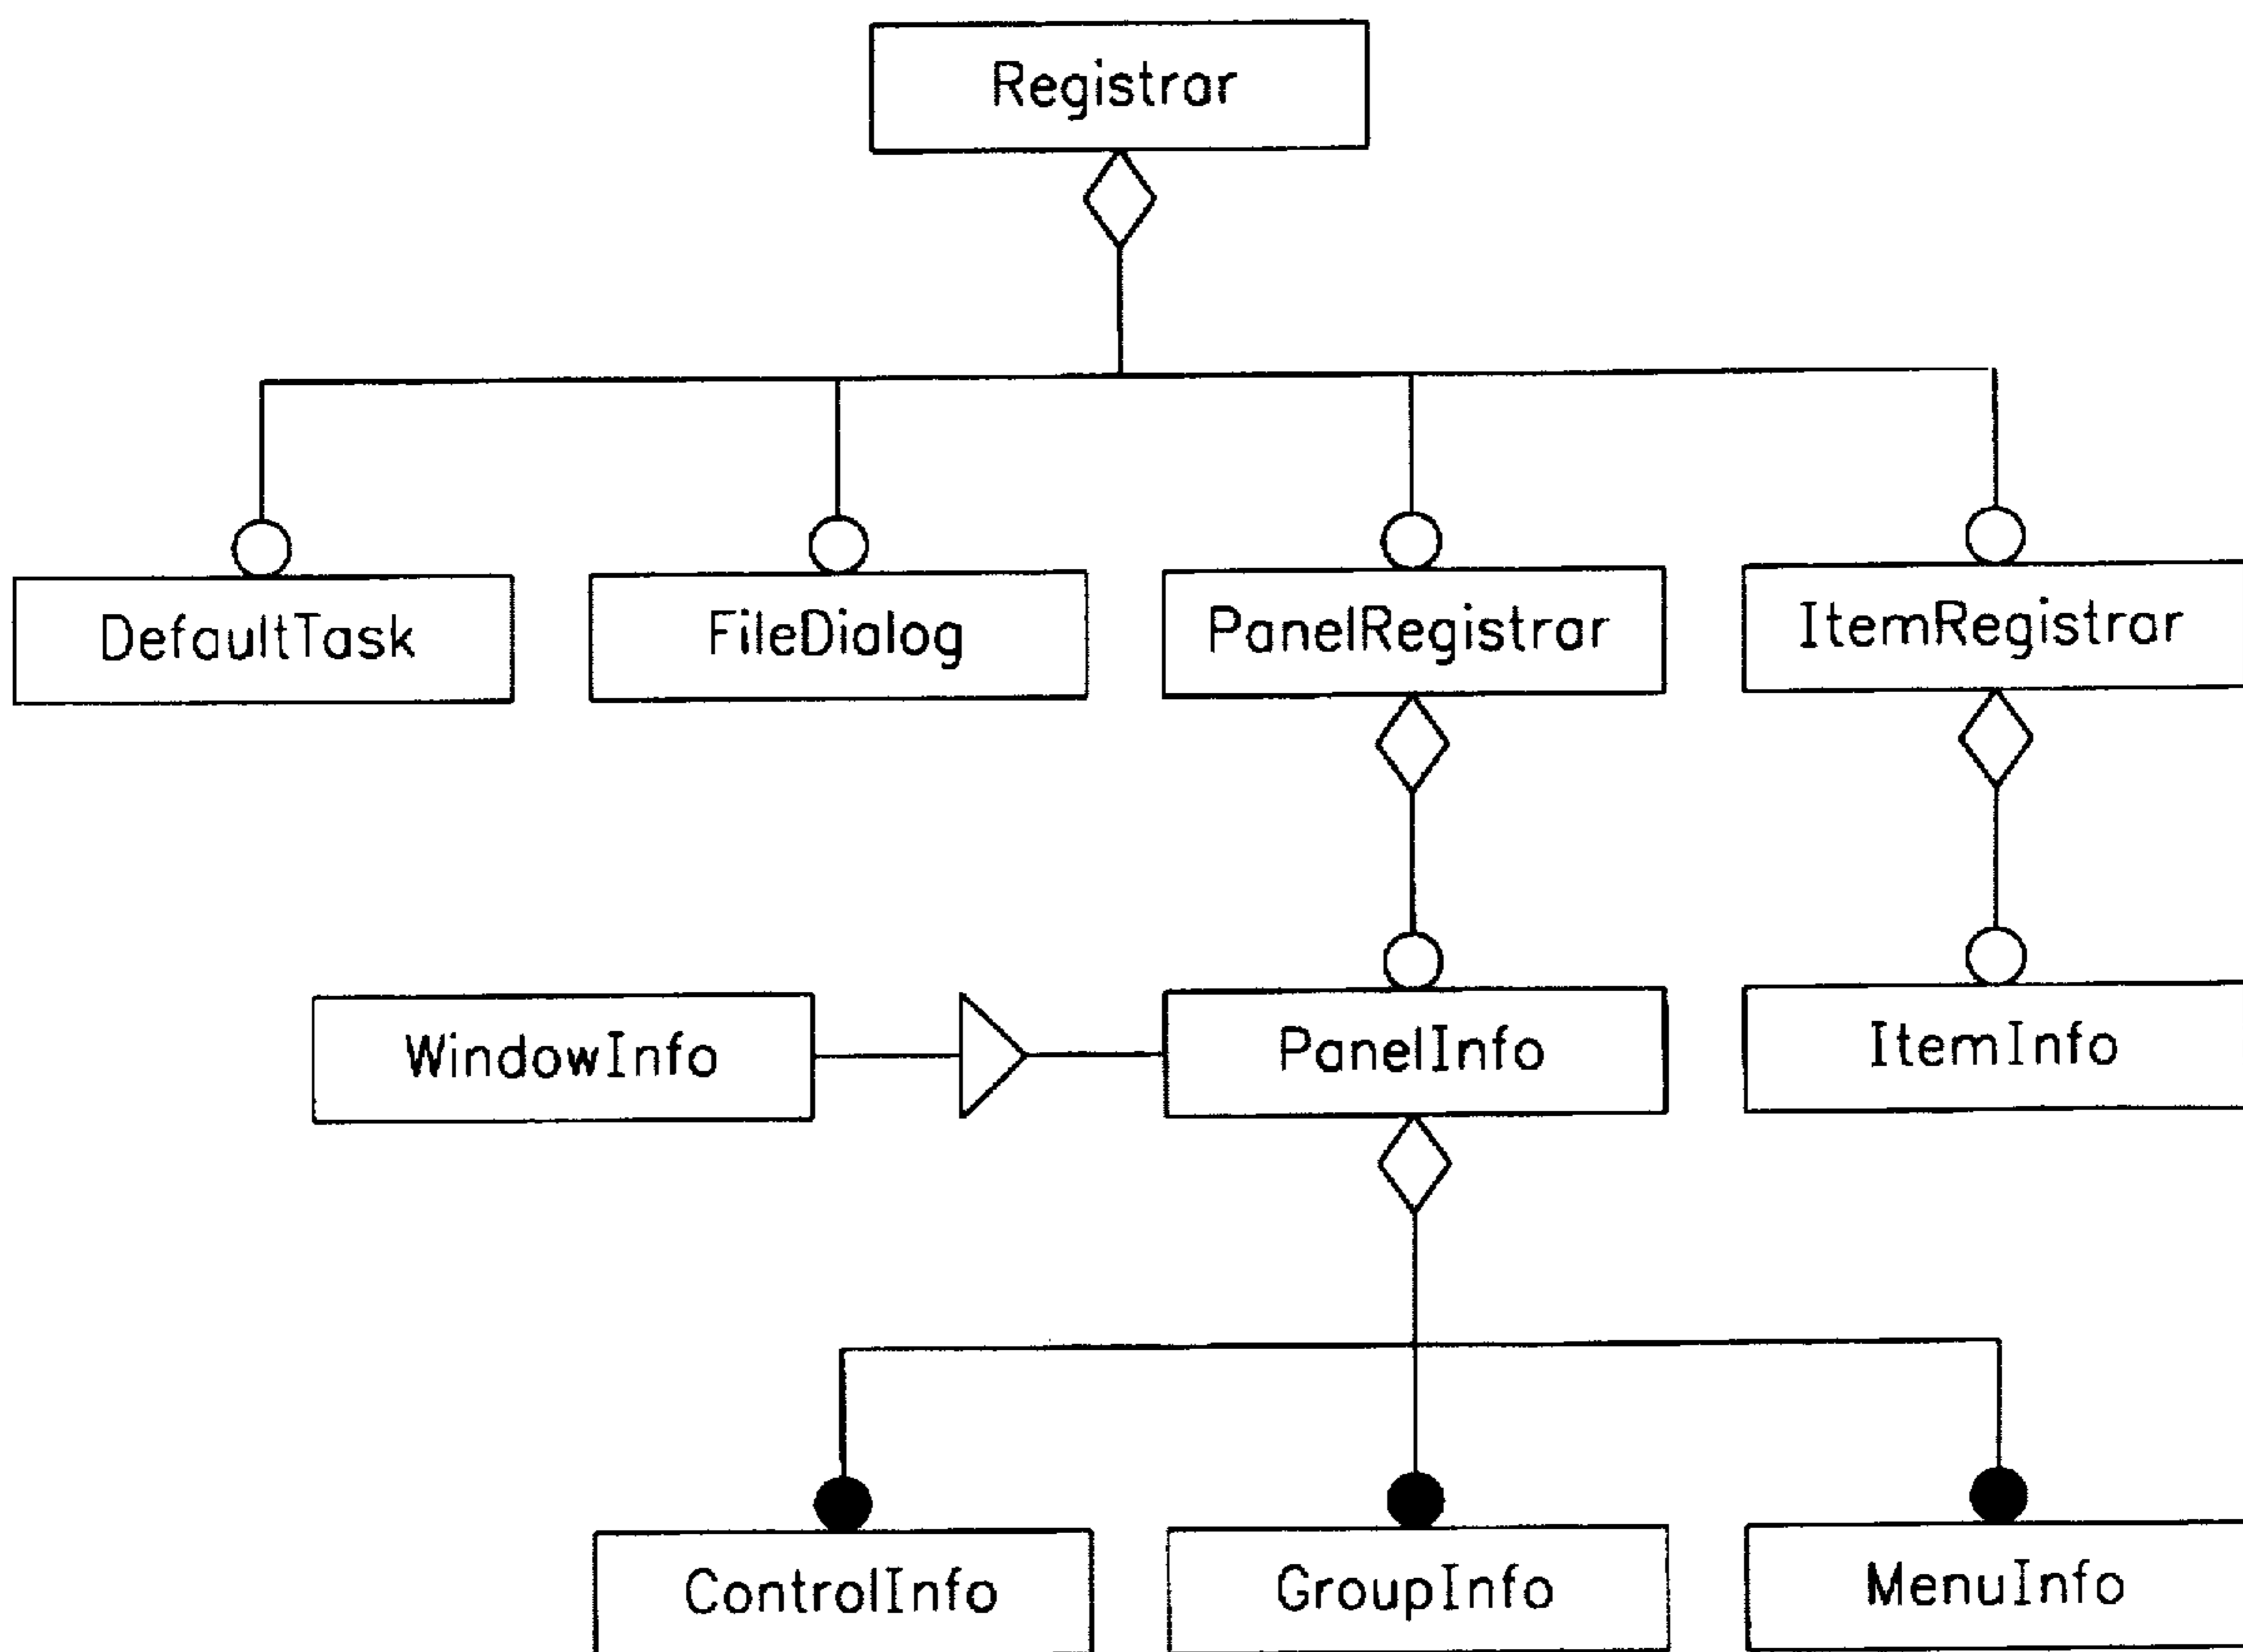 Registrar
DefaultTask
FileDialog
PanelRegistrar
ItemRegistrar
WindowInfo
PanelInfo
ItemInfo
ControlInfo
GroupInfo
MenuInfo